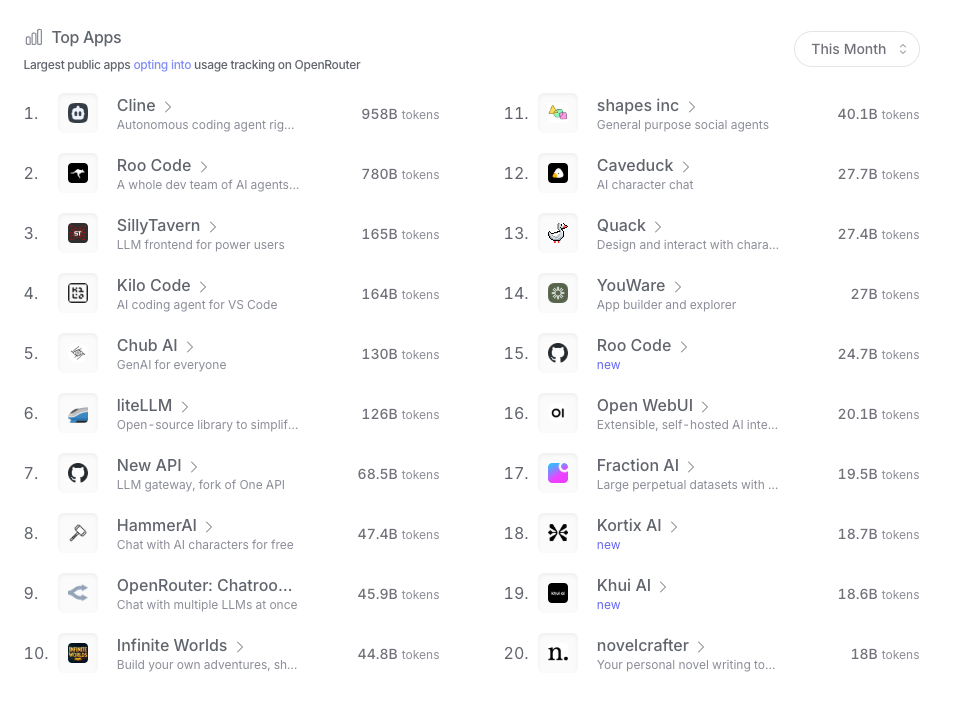 Top Apps
Largest public apps opting into usage tracking on OpenRouter
This Month
1.
Cline
Autonomous coding agent rig...
958B tokens
2.
Roo Code
A whole dev team of AI agents...
780B tokens
3.
ST
SillyTavern
LLM frontend for power users
165B tokens
4.
Kilo Code
AI coding agent for VS Code
164B tokens
5.
Chub AI
GenAI for everyone
130B tokens
6.
liteLLM
Open-source library to simplif...
126B tokens
7.
New API
LLM gateway, fork of One API
68.5B tokens
8.
HammerAI
Chat with AI characters for free
47.4B tokens
9.
OpenRouter: Chatroo...
Chat with multiple LLMs at once
45.9B tokens
10.
INFINITE
WORLDS
Infinite Worlds
Build your own adventures, sh...
44.8B tokens
11.
shapes inc
General purpose social agents
40.1B tokens
12.
Caveduck
AI character chat
27.7B tokens
13.
Quack
Design and interact with chara...
27.4B tokens
14.
YouWare
App builder and explorer
27B tokens
15.
Roo Code
new
24.7B tokens
16.
OI
Open WebUI
Extensible, self-hosted AI inte...
20.1B tokens
17.
Fraction AI
Large perpetual datasets with ...
19.5B tokens
18.
Kortix AI
new
18.7B tokens
19.
Khui AI
new
18.6B tokens
20.
n.
novelcrafter
Your personal novel writing to...
18B tokens